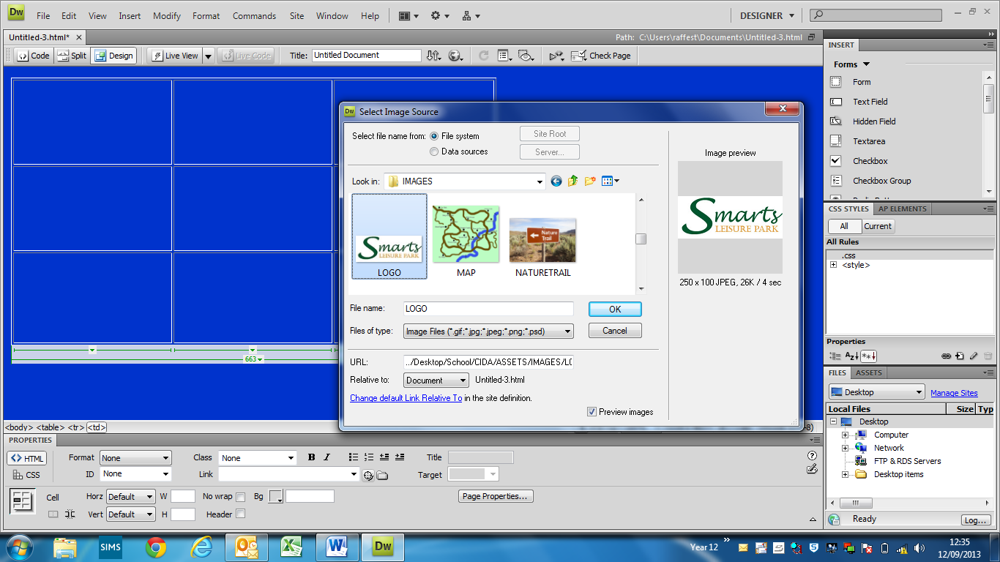 Dw File Edit View Insert Modify Format Commands Site Window Help DESIGNER
Untitled-3.html* Path: C:\Users\raffest\Documents\Untitled-3.html
Code Split Design Live View Live Code Title: Untitled Document Check Page
INSERT
Forms
Form
Text Field
Hidden Field
Textarea
Checkbox
Checkbox Group
CSS STYLES AP ELEMENTS
All Current
All Rules
.css
<style>
Properties
FILES ASSETS
Desktop Manage Sites
Local Files Size Typ
Desktop
Computer
Network
FTP & RDS Servers
Desktop items
Ready Log...
Dw Select Image Source
Select file name from: File system Site Root
Data sources Server...
Look in: IMAGES
Smarts
LEISURE PARK
Nature
Trail
LOGO MAP NATURETRAIL
File name: LOGO OK
Files of type: Image Files (*.gif;*.jpg;*.jpeg;*.png;*.psd) Cancel
URL: ../Desktop/School/CIDA/ASSETS/IMAGES/LO
Relative to: Document Untitled-3.html
Change default Link Relative To in the site definition.
Preview images
Image preview
Smarts
LEISURE PARK
250 x 100 JPEG, 26K / 4 sec
663
<body> <table> <tr> <td>
PROPERTIES
HTML Format None Class None B I Title
CSS ID None Link Target
Cell Horz Default W No wrap Bg Page Properties...
Vert Default H Header
SIMS Dw Year 12 12:35
12/09/2013